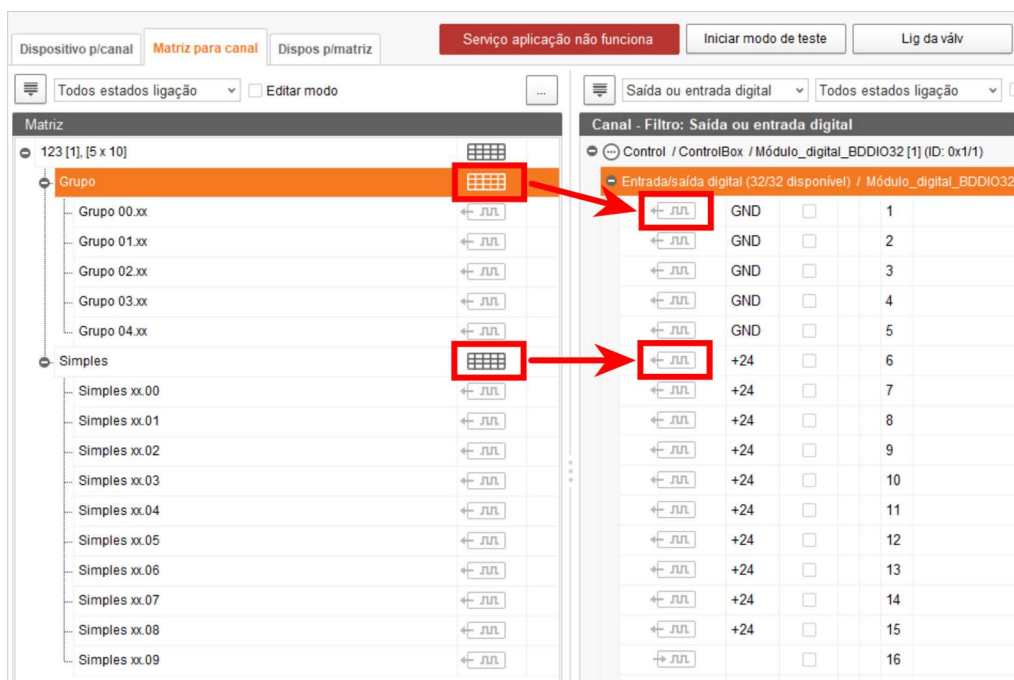 Dispositivo p/canal
Matriz para canal
Dispos p/matriz
Serviço aplicação não funciona
Iniciar modo de teste
Lig da válv
Todos estados ligação
Editar modo
...
Saída ou entrada digital
Todos estados ligação
Matriz
Canal - Filtro: Saída ou entrada digital
123 [1], [5 x 10]
Control / ControlBox / Módulo_digital_BDDIO32 [1] (ID: 0x1/1)
Grupo
Entrada/saída digital (32/32 disponível) / Módulo_digital_BDDIO32
Grupo 00.xx
GND 1
Grupo 01.xx
GND 2
Grupo 02.xx
GND 3
Grupo 03.xx
GND 4
Grupo 04.xx
GND 5
Simples
+24 6
Simples xx.00
+24 7
Simples xx.01
+24 8
Simples xx.02
+24 9
Simples xx.03
+24 10
Simples xx.04
+24 11
Simples xx.05
+24 12
Simples xx.06
+24 13
Simples xx.07
+24 14
Simples xx.08
+24 15
Simples xx.09
16